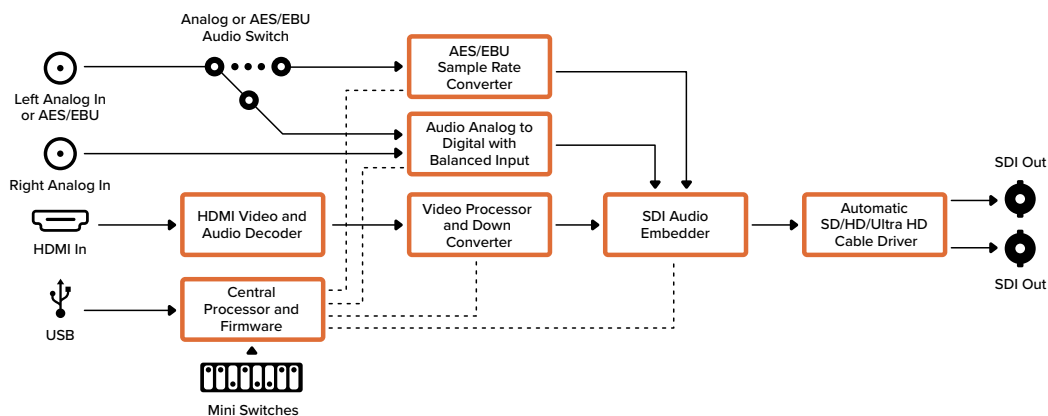 Analog or AES/EBU
Audio Switch
Left Analog In
or AES/EBU
AES/EBU
Sample Rate
Converter
Right Analog In
Audio Analog to
Digital with
Balanced Input
HDMI In
HDMI Video and
Audio Decoder
Video Processor
and Down
Converter
SDI Audio
Embedder
Automatic
SD/HD/Ultra HD
Cable Driver
SDI Out
SDI Out
USB
Central
Processor and
Firmware
Mini Switches